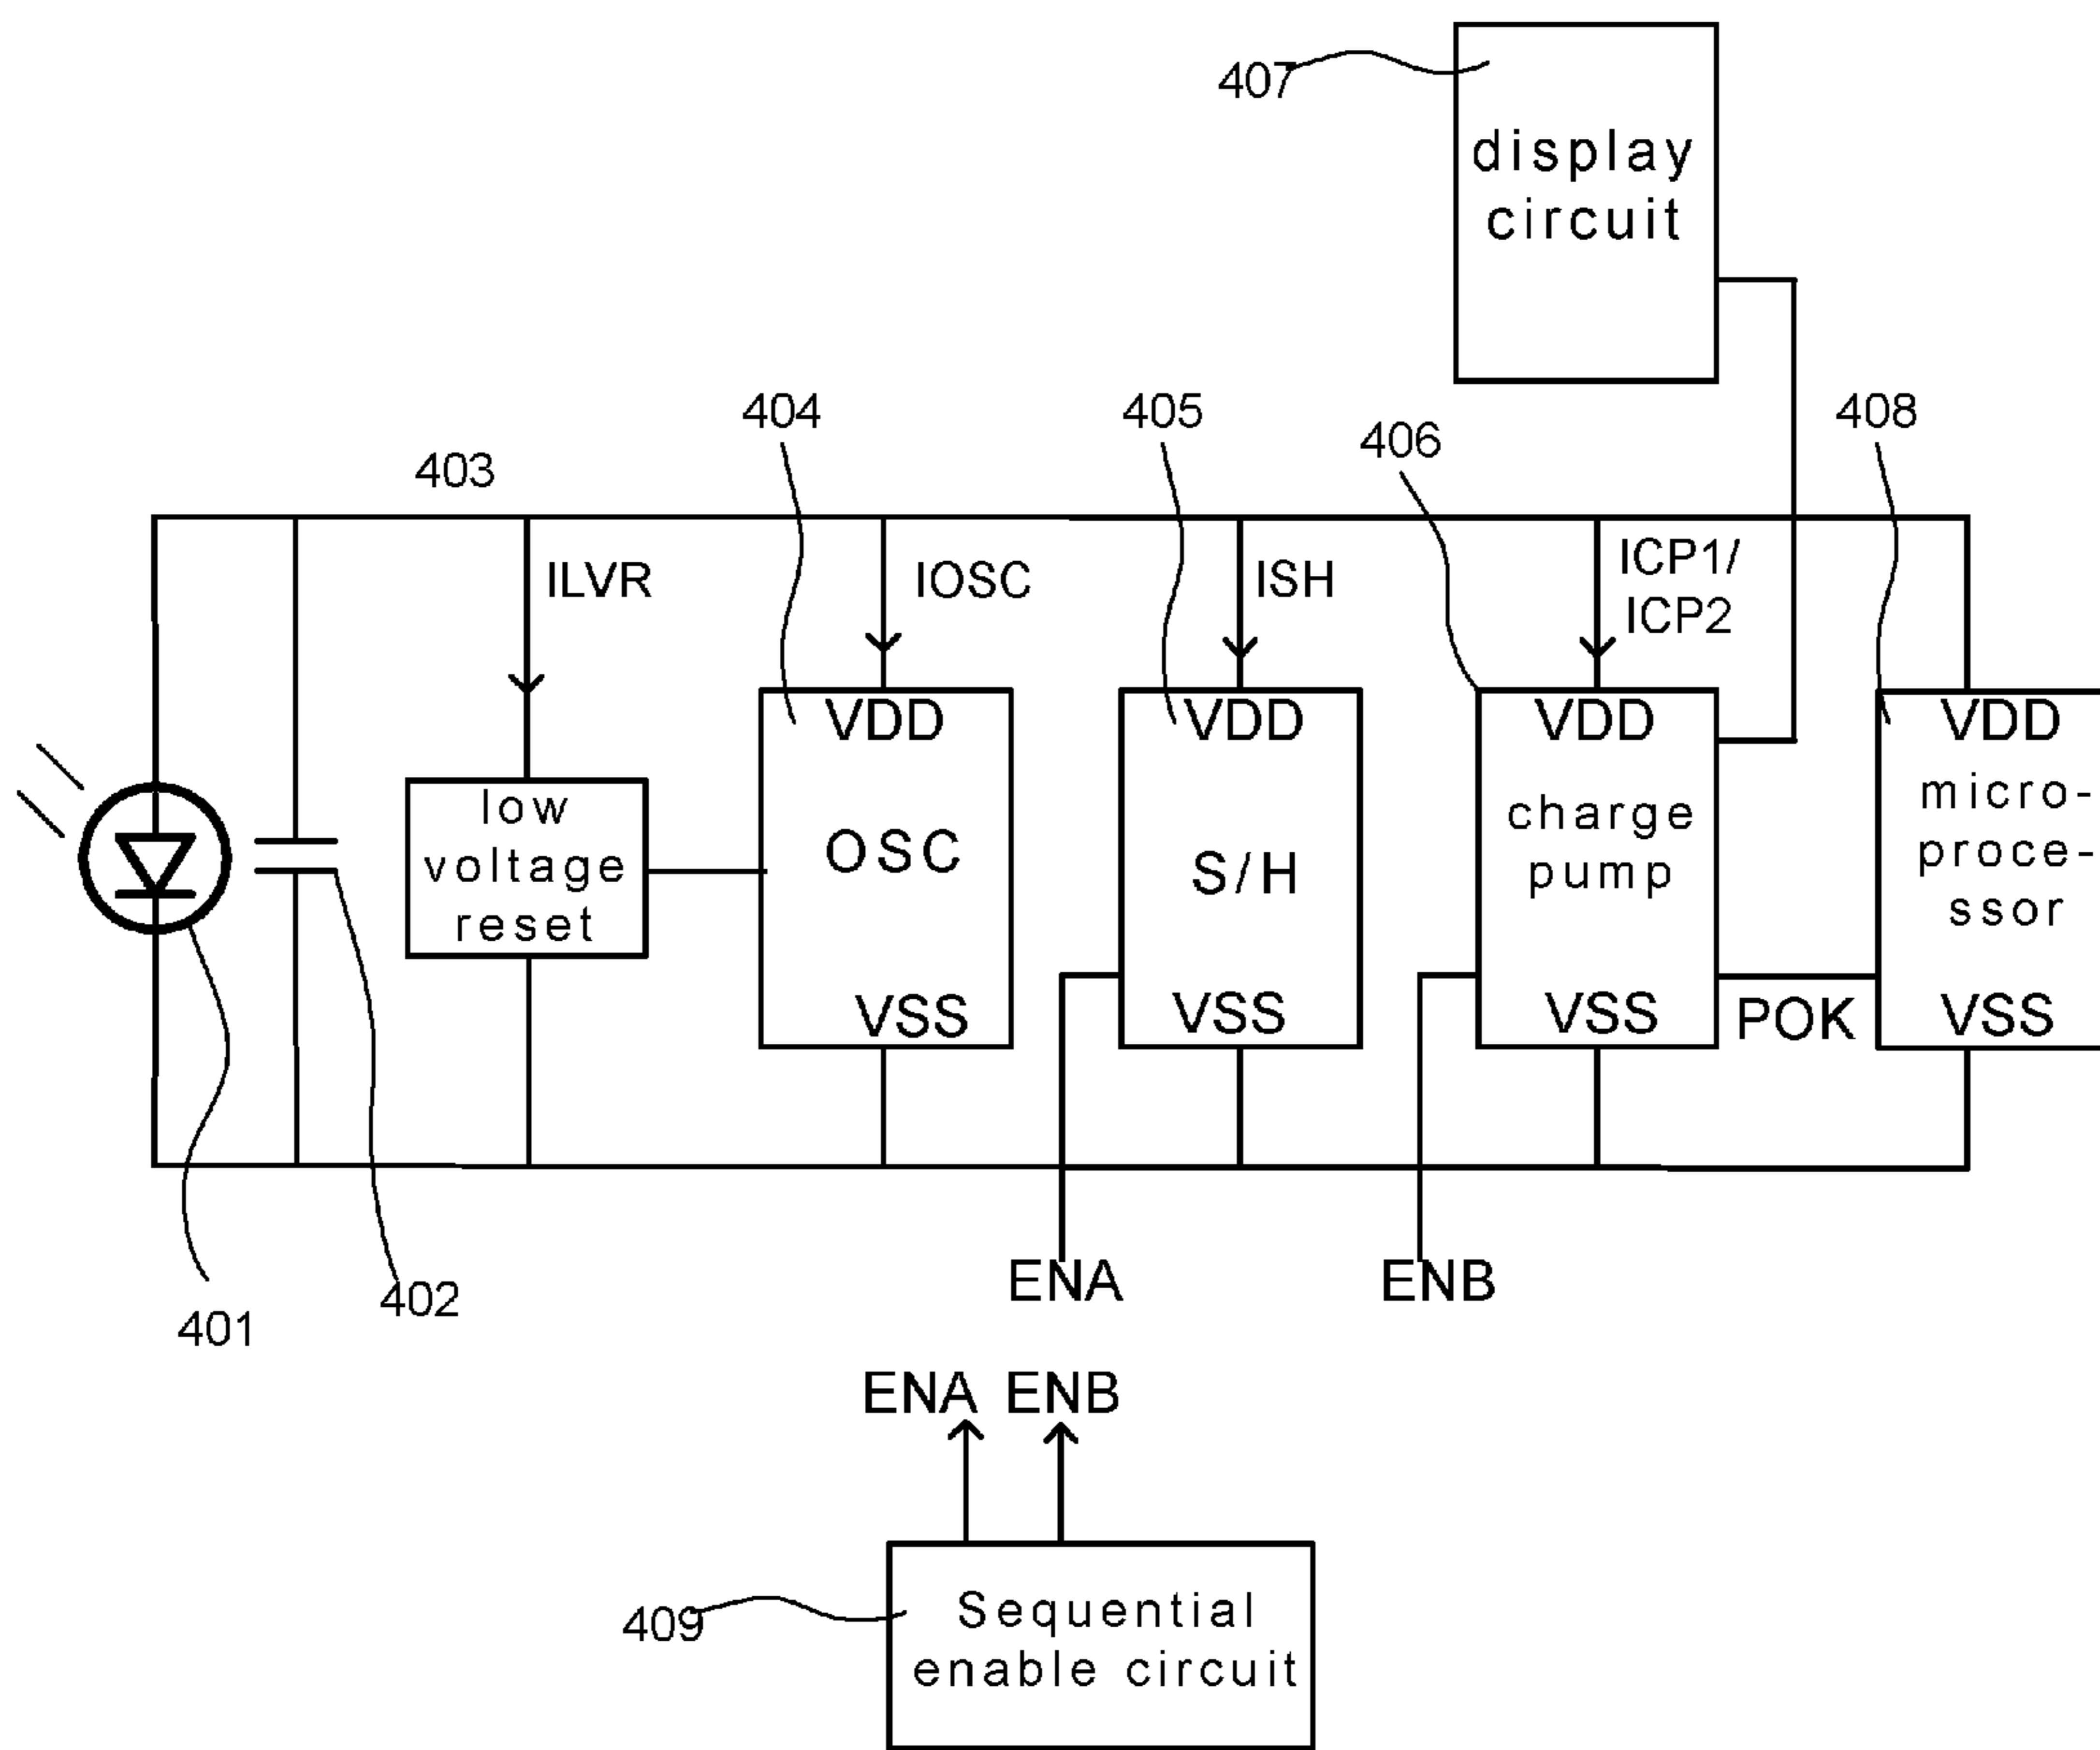 407
display
circuit
404
405
406
408
403
ILVR
IOSC
ISH
ICP1/
ICP2
VDD
VDD
VDD
VDD
low
voltage
reset
OSC
S/H
charge
pump
micro-
proce-
ssor
VSS
VSS
VSS
POK
VSS
401
402
ENA
ENB
ENA ENB
409
Sequential
enable circuit